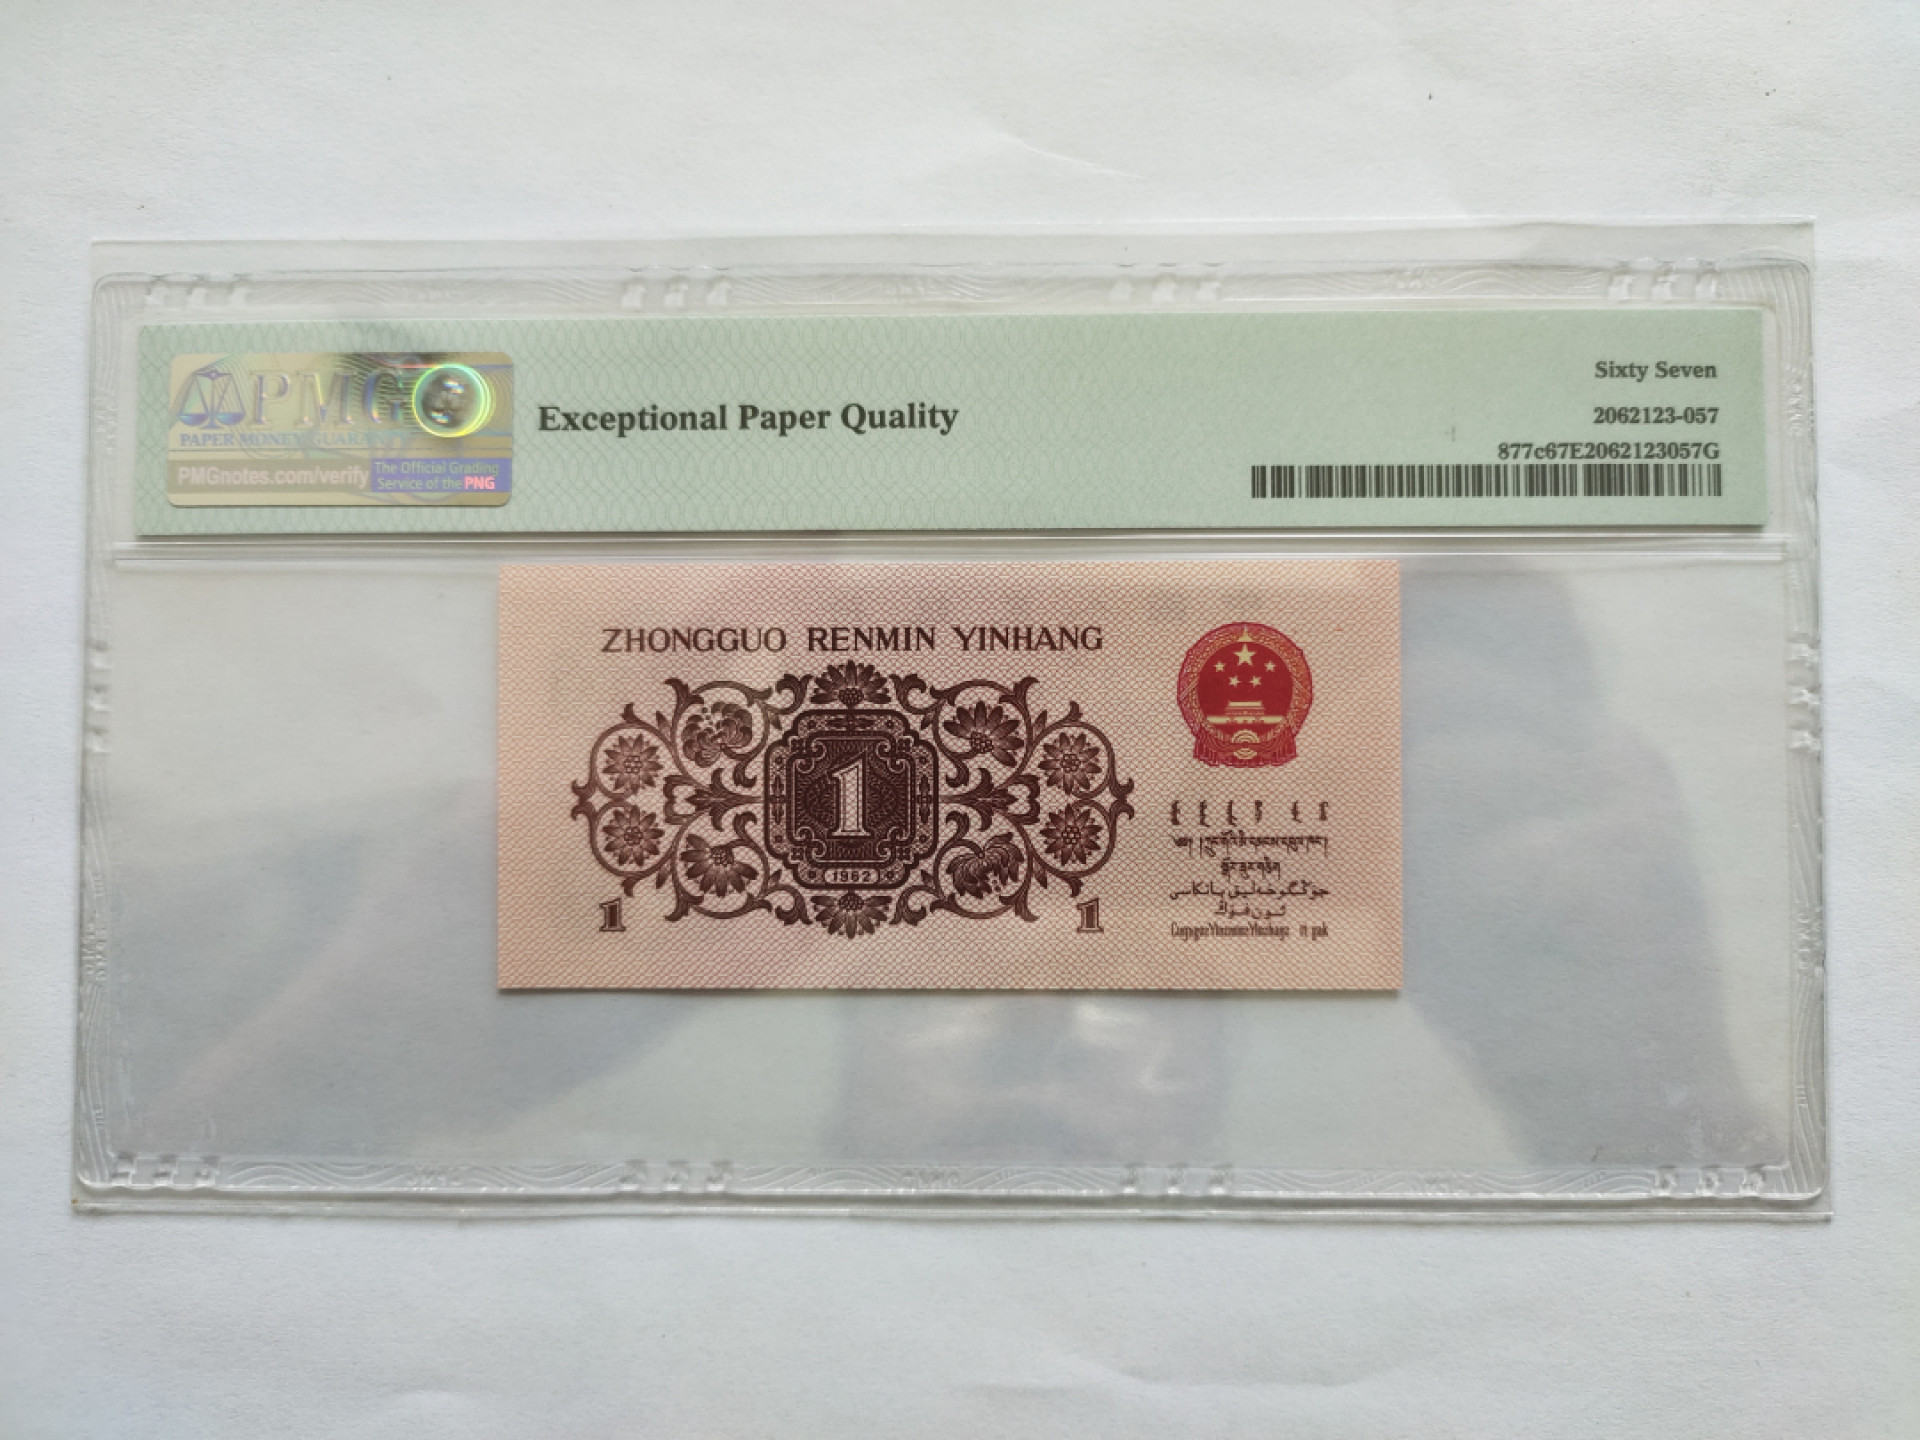 PMG
PAPER MONEY GUARANTY
PMGnotes.com/verify
The Official Grading
Service of the PNG
Exceptional Paper Quality
Sixty Seven
2062123-057
877c67E2062123057G
ZHONGGUO RENMIN YINHANG
1
1962
1
1